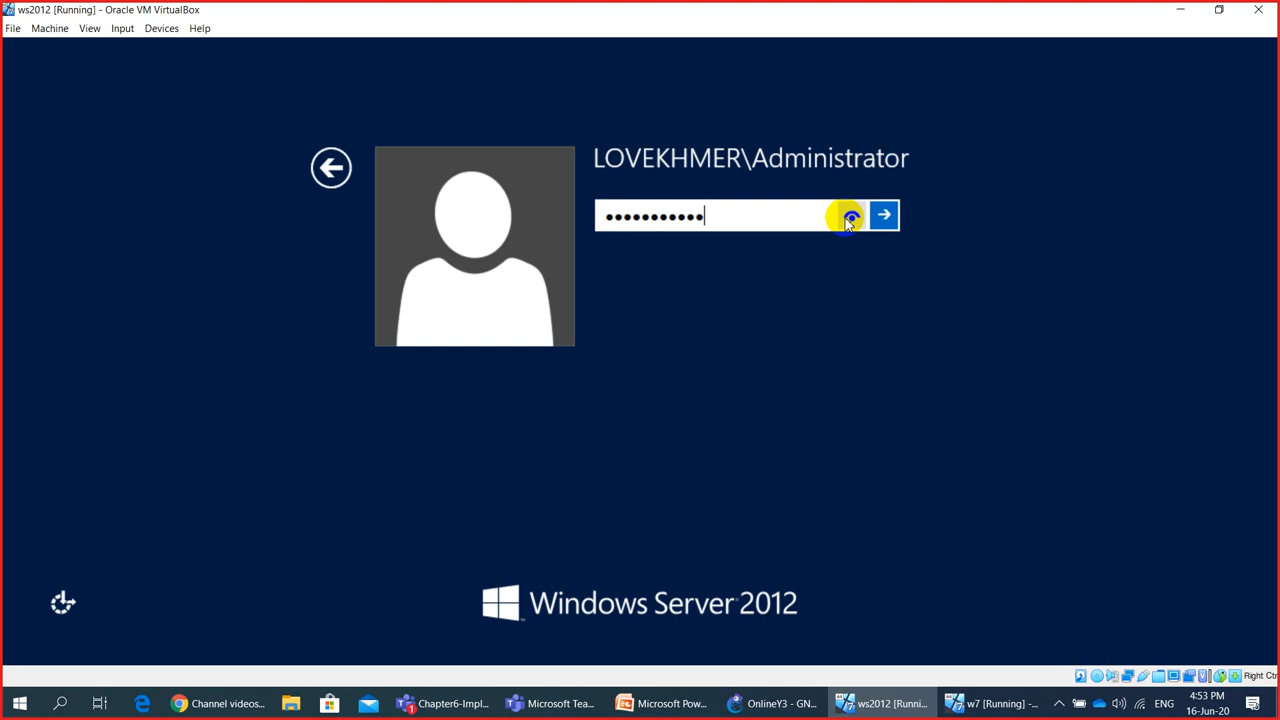 ws2012 [Running] - Oracle VM VirtualBox
File Machine View Input Devices Help
LOVEKHMER\Administrator
Windows Server 2012
Right Ctr
Channel videos...
Chapter6-Impl...
Microsoft Tea...
Microsoft Pow...
OnlineY3 - GN...
ws2012 [Runni...
w7 [Running] -...
ENG
4:53 PM
16-Jun-20